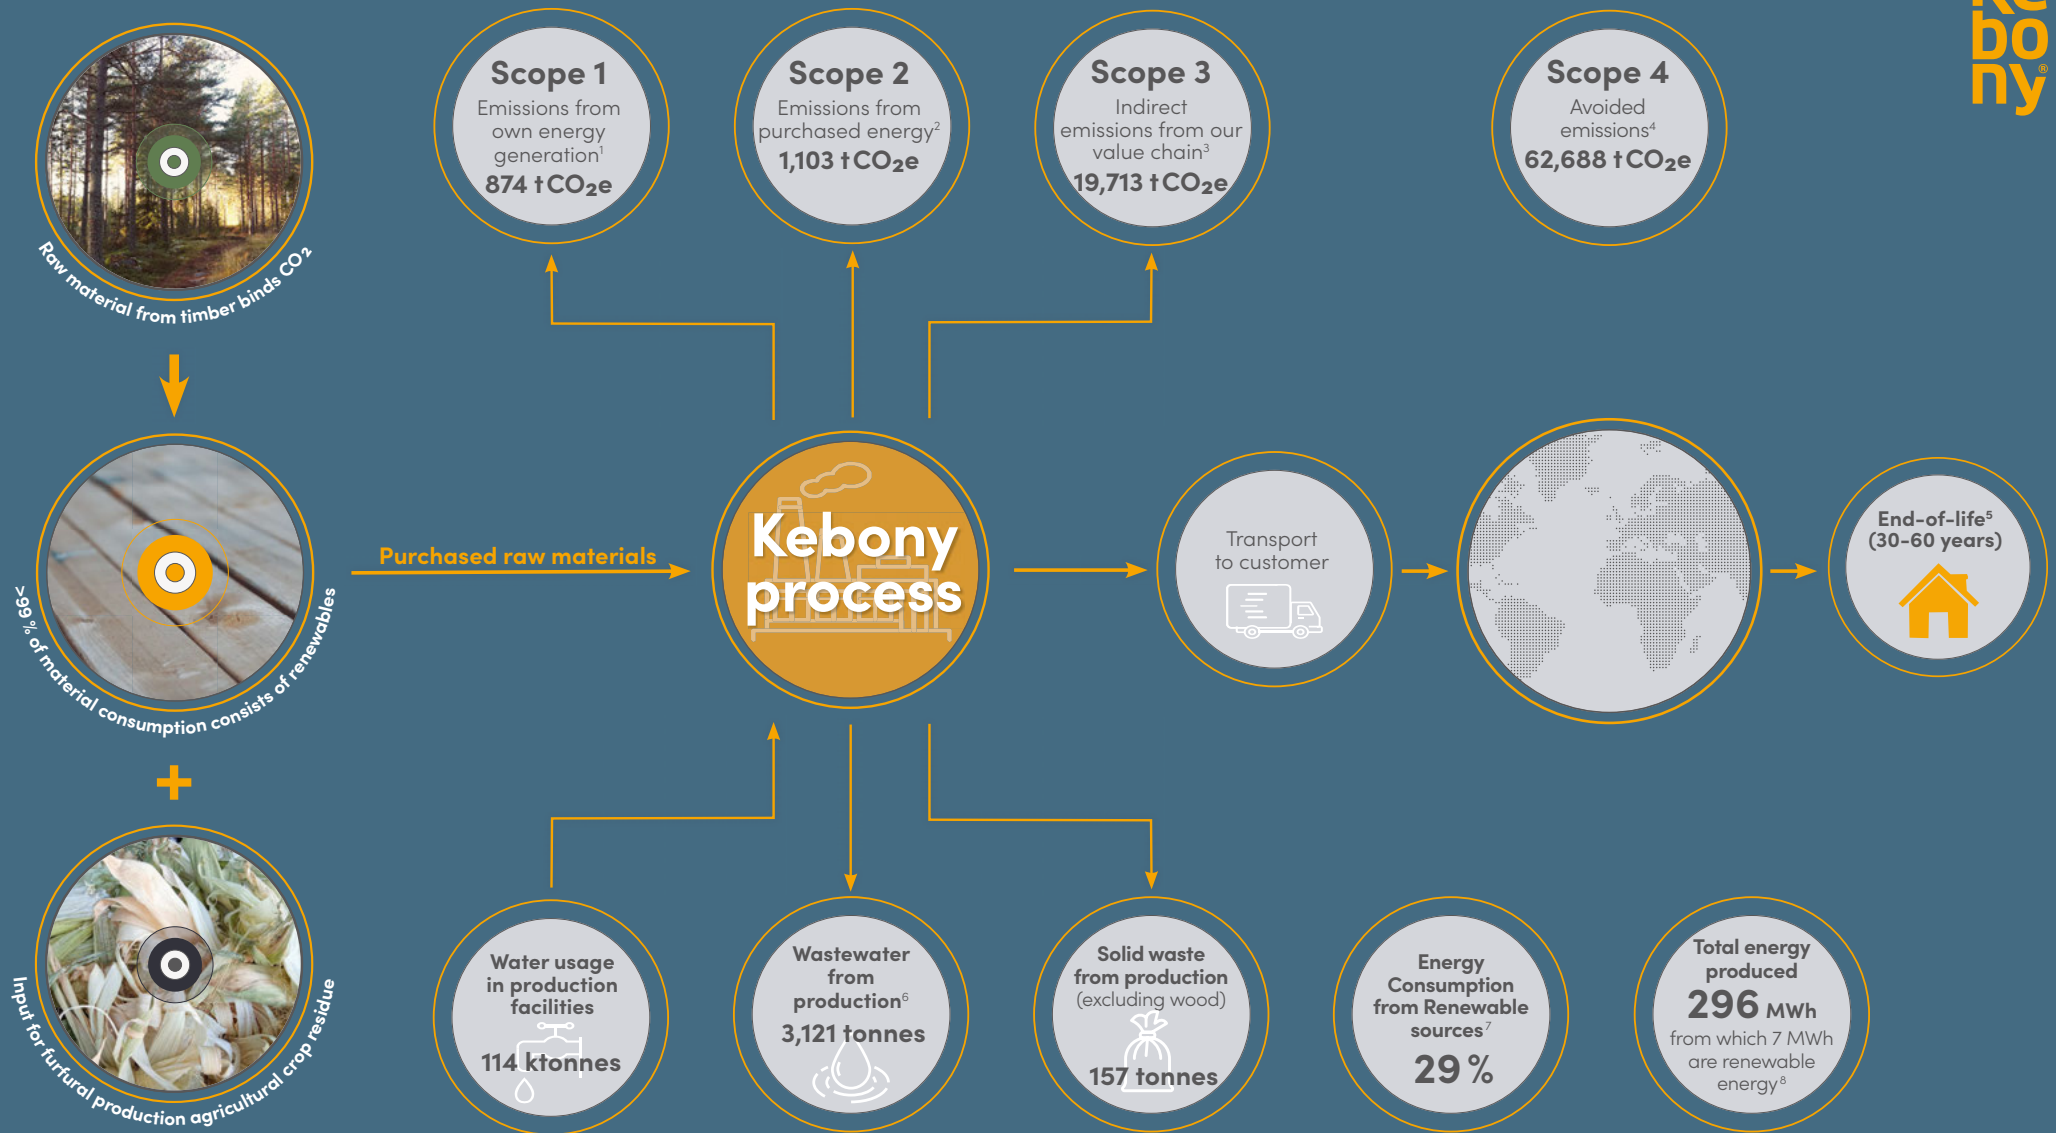 Ke
bo
ny®
Scope 1
Emissions from
own energy
generation¹
874 tCO₂e
Scope 2
Emissions from
purchased energy²
1,103 tCO₂e
Scope 3
Indirect
emissions from our
value chain³
19,713 tCO₂e
Scope 4
Avoided
emissions⁴
62,688 tCO₂e
Raw material from timber binds CO₂
>99 % of material consumption consists of renewables
Purchased raw materials
Kebony
process
Transport
to customer
End-of-life⁵
(30-60 years)
+
Input for furfural production agricultural crop residue
Water usage
in production
facilities
114 ktonnes
Wastewater
from
production⁶
3,121 tonnes
Solid waste
from production
(excluding wood)
157 tonnes
Energy
Consumption
from Renewable
sources⁷
29 %
Total energy
produced
296 MWh
from which 7 MWh
are renewable
energy⁸